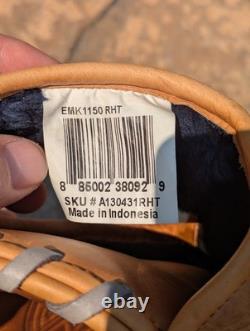 EMK1150 RHT
8 85002 38092 9
SKU # A130431RHT
Made in Indonesia